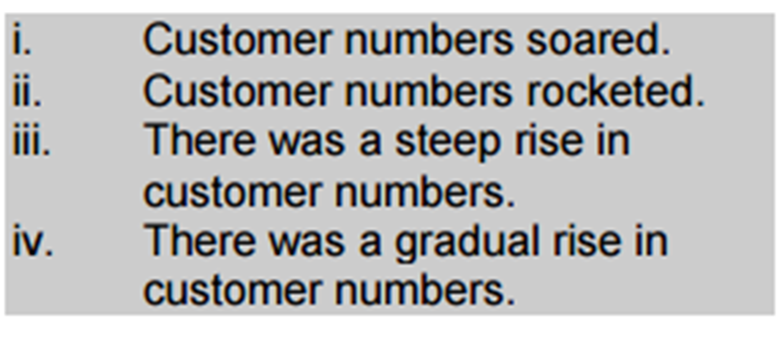 i. Customer numbers soared.
ii. Customer numbers rocketed.
iii. There was a steep rise in
customer numbers.
iv. There was a gradual rise in
customer numbers.